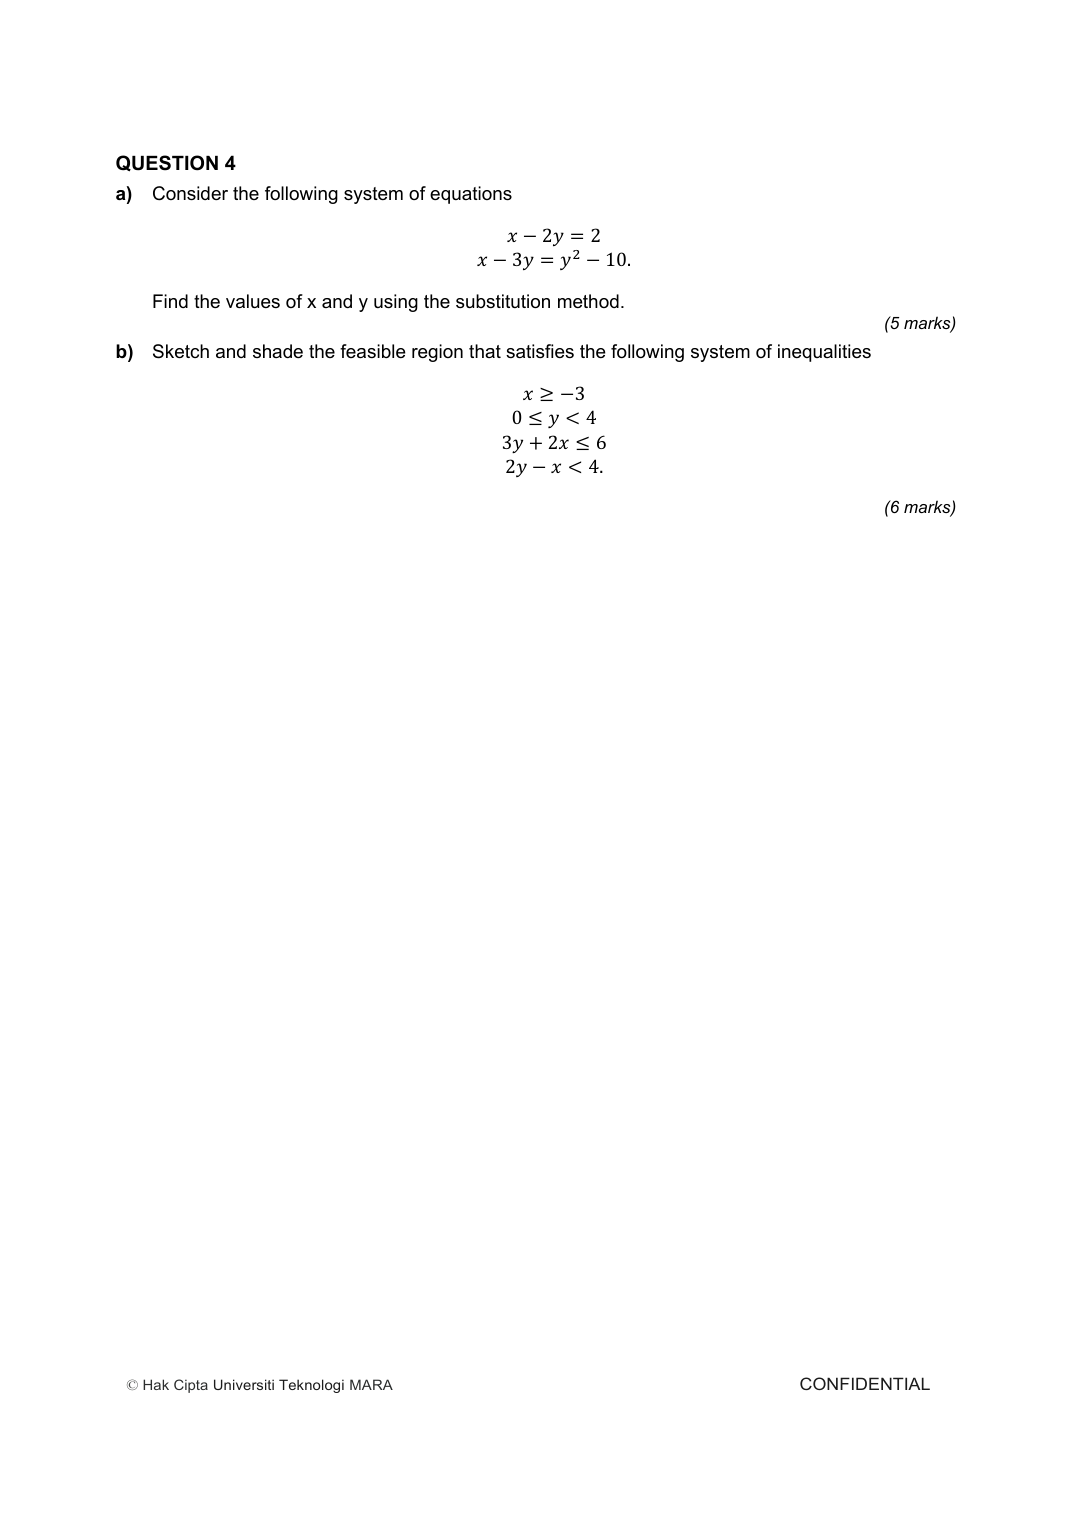 QUESTION 4
a) Consider the following system of equations
x − 2y = 2
x − 3y = y² − 10.
Find the values of x and y using the substitution method.
(5 marks)
b) Sketch and shade the feasible region that satisfies the following system of inequalities
x ≥ −3
0 ≤ y < 4
3y + 2x ≤ 6
2y − x < 4.
(6 marks)
© Hak Cipta Universiti Teknologi MARA CONFIDENTIAL